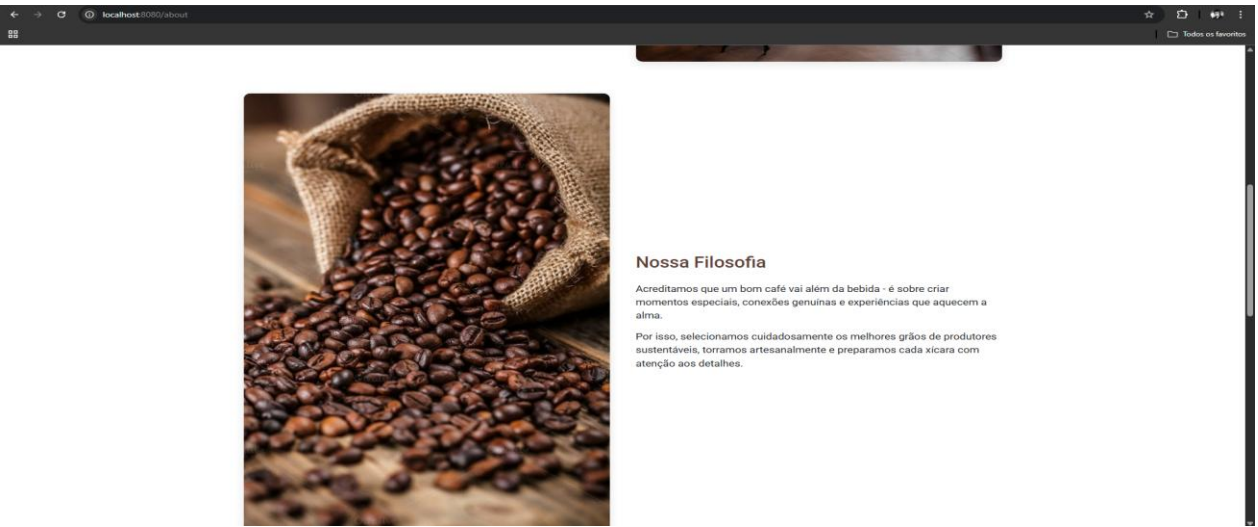 localhost:8080/about
Todos os favoritos
Nossa Filosofia
Acreditamos que um bom café vai além da bebida - é sobre criar
momentos especiais, conexões genuínas e experiências que aquecem a
alma.
Por isso, selecionamos cuidadosamente os melhores grãos de produtores
sustentáveis, torramos artesanalmente e preparamos cada xícara com
atenção aos detalhes.